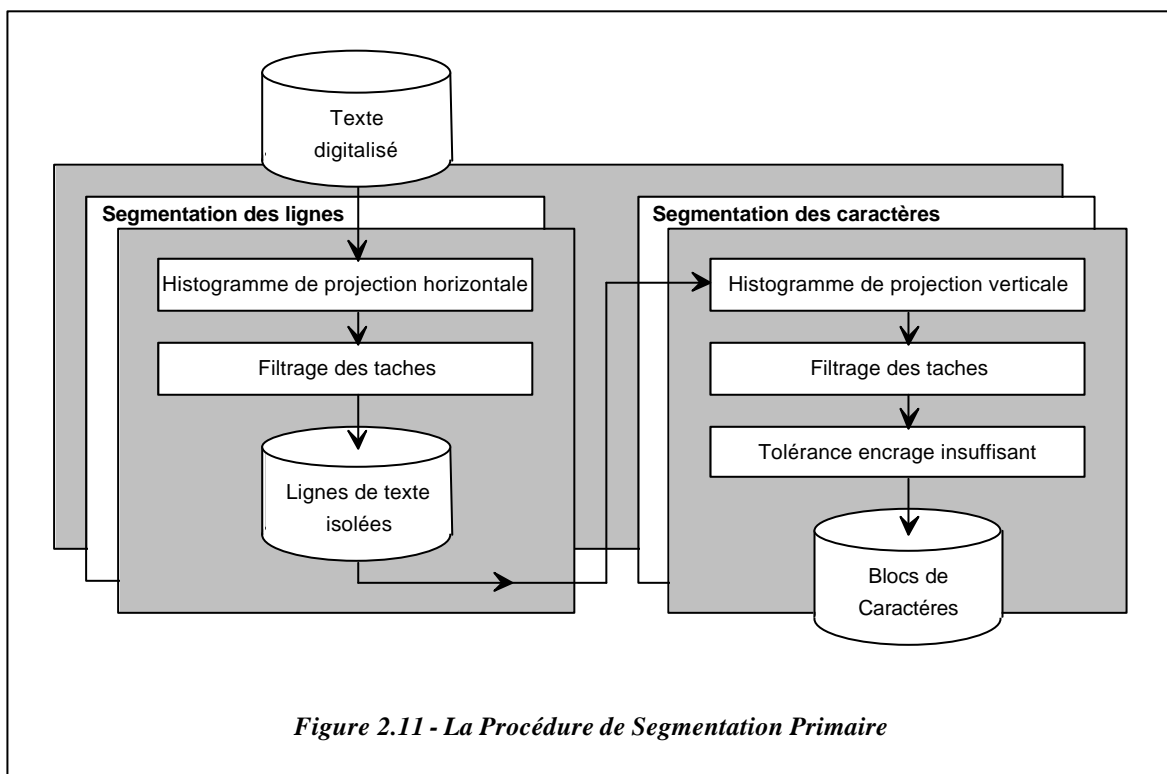 Texte
digitalisé
Segmentation des lignes
Histogramme de projection horizontale
Filtrage des taches
Lignes de texte
isolées
Segmentation des caractères
Histogramme de projection verticale
Filtrage des taches
Tolérance encrage insuffisant
Blocs de
Caractéres
Figure 2.11 - La Procédure de Segmentation Primaire